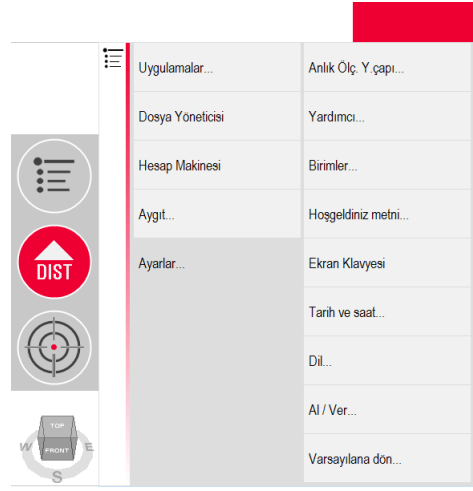 Uygulamalar...
Dosya Yöneticisi
Hesap Makinesi
Aygıt...
Ayarlar...
Anlık Ölç. Y.çapı...
Yardımcı...
Birimler...
Hoşgeldiniz metni...
Ekran Klavyesi
Tarih ve saat...
Dil...
Al / Ver...
Varsayılana dön...
DIST
TOP
FRONT
W
E
S